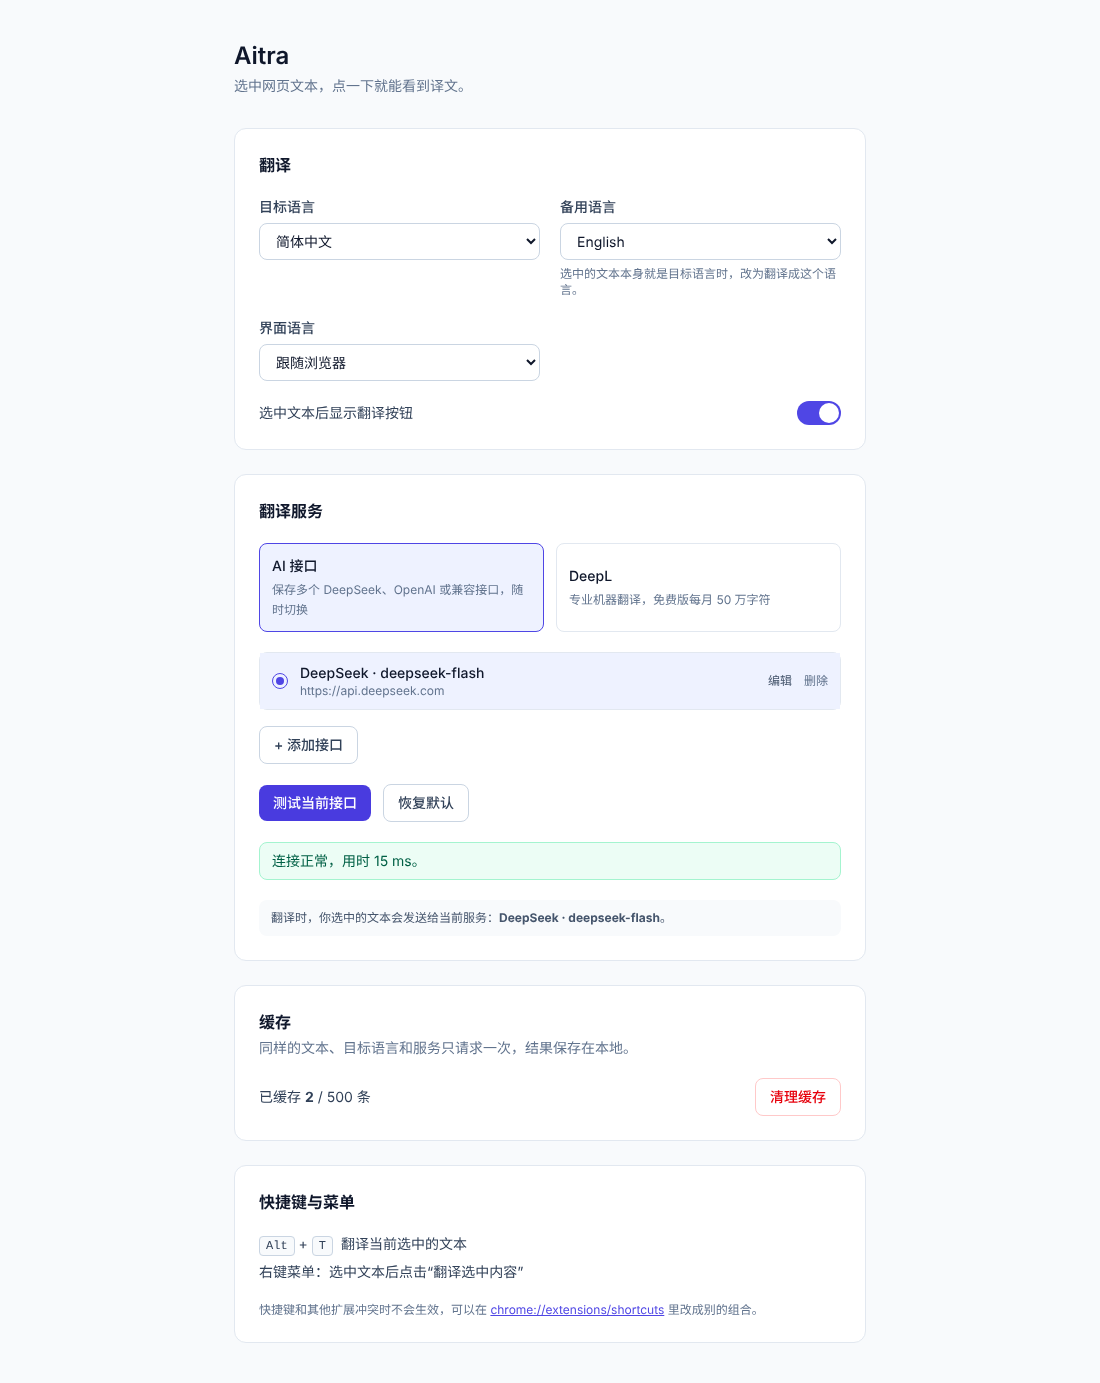 Aitra
选中网页文本，点一下就能看到译文。
翻译
目标语言
备用语言
简体中文
English
选中的文本本身就是目标语言时，改为翻译成这个语
言。
界面语言
跟随浏览器
选中文本后显示翻译按钮
翻译服务
AI 接口
保存多个 DeepSeek、OpenAI 或兼容接口，随
时切换
DeepL
专业机器翻译，免费版每月 50 万字符
DeepSeek · deepseek-flash
https://api.deepseek.com
编辑 删除
+ 添加接口
测试当前接口
恢复默认
连接正常，用时 15 ms。
翻译时，你选中的文本会发送给当前服务：DeepSeek · deepseek-flash。
缓存
同样的文本、目标语言和服务只请求一次，结果保存在本地。
已缓存 2 / 500 条
清理缓存
快捷键与菜单
Alt + T 翻译当前选中的文本
右键菜单：选中文本后点击“翻译选中内容”
快捷键和其他扩展冲突时不会生效，可以在 chrome://extensions/shortcuts 里改成别的组合。